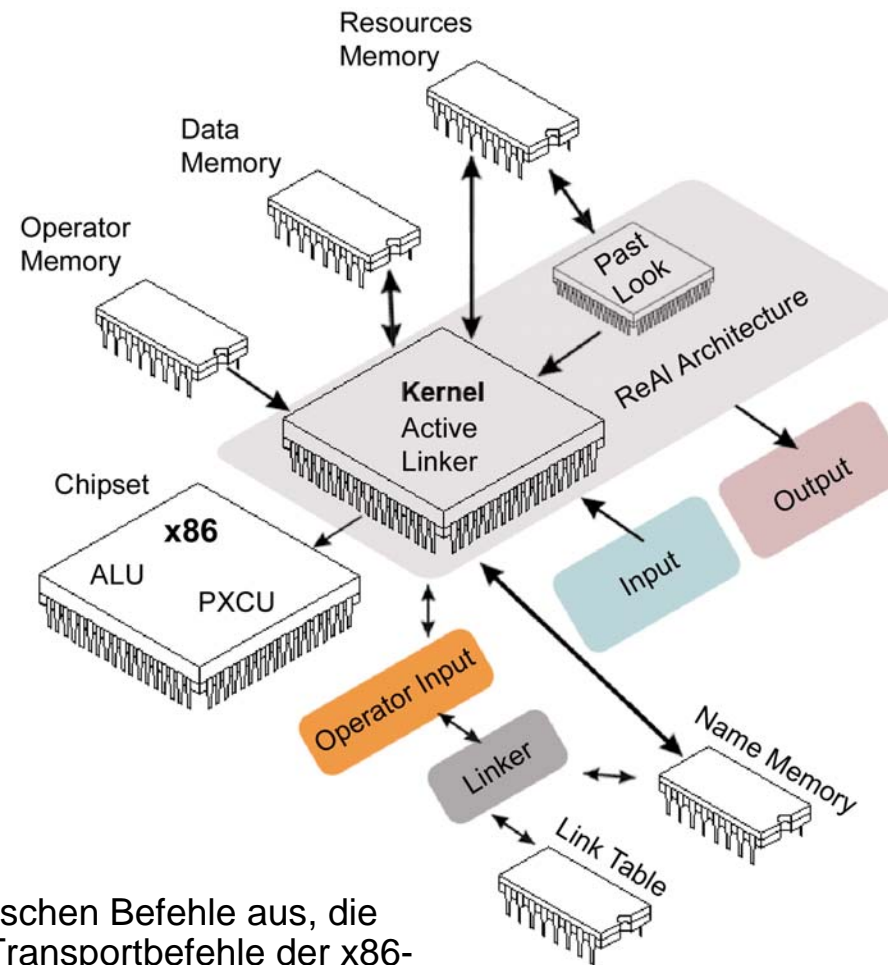 Resources
Memory
Data
Memory
Operator
Memory
Past
Look
ReAl Architecture
Kernel
Active
Linker
Chipset
x86
ALU
PXCU
Output
Input
Operator Input
Linker
Name Memory
Link Table
schen Befehle aus, die
Transportbefehle der x86-